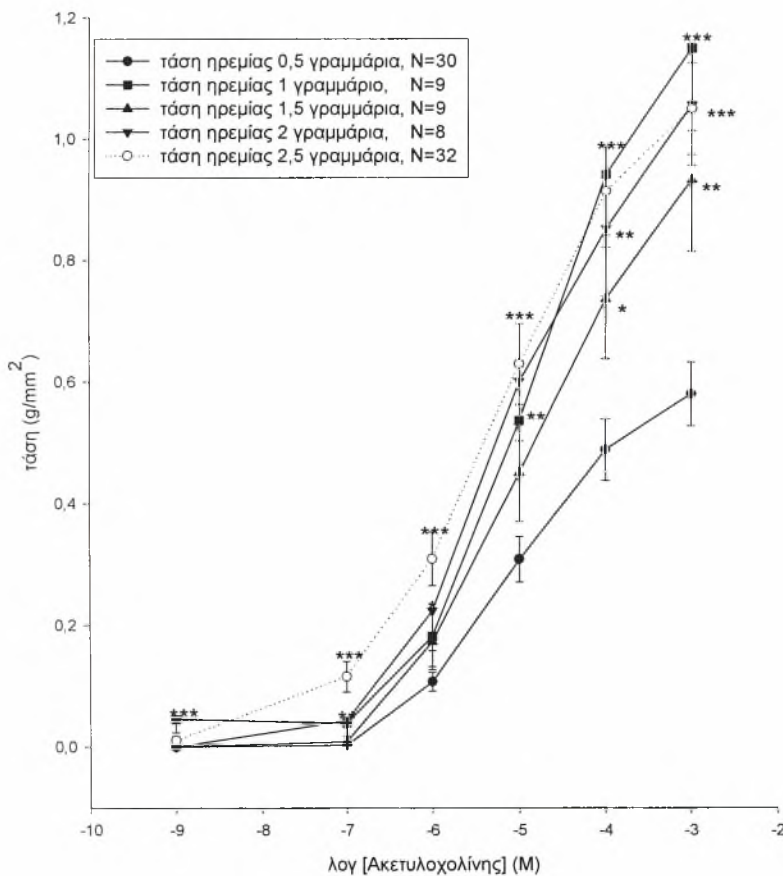 1,2
1,0
0,8
0,6
0,4
0,2
0,0
τάση (g/mm²)
τάση ηρεμίας 0,5 γραμμάρια, N=30
τάση ηρεμίας 1 γραμμάριο, N=9
τάση ηρεμίας 1,5 γραμμάρια, N=9
τάση ηρεμίας 2 γραμμάρια, N=8
τάση ηρεμίας 2,5 γραμμάρια, N=32
***
***
***
**
***
**
*
***
**
***
***
**
***
-10 -9 -8 -7 -6 -5 -4 -3 -2
λογ [Ακετυλοχολίνης] (M)